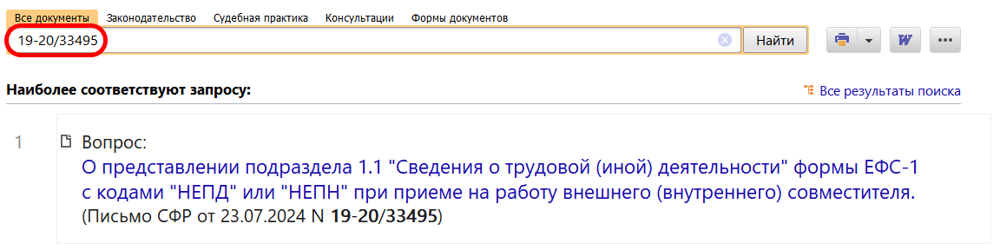 Все документы Законодательство Судебная практика Консультации Формы документов
19-20/33495 Найти W
Наиболее соответствуют запросу: Все результаты поиска
1 Вопрос:
О представлении подраздела 1.1 "Сведения о трудовой (иной) деятельности" формы ЕФС-1
с кодами "НЕПД" или "НЕПН" при приеме на работу внешнего (внутреннего) совместителя.
(Письмо СФР от 23.07.2024 N 19-20/33495)